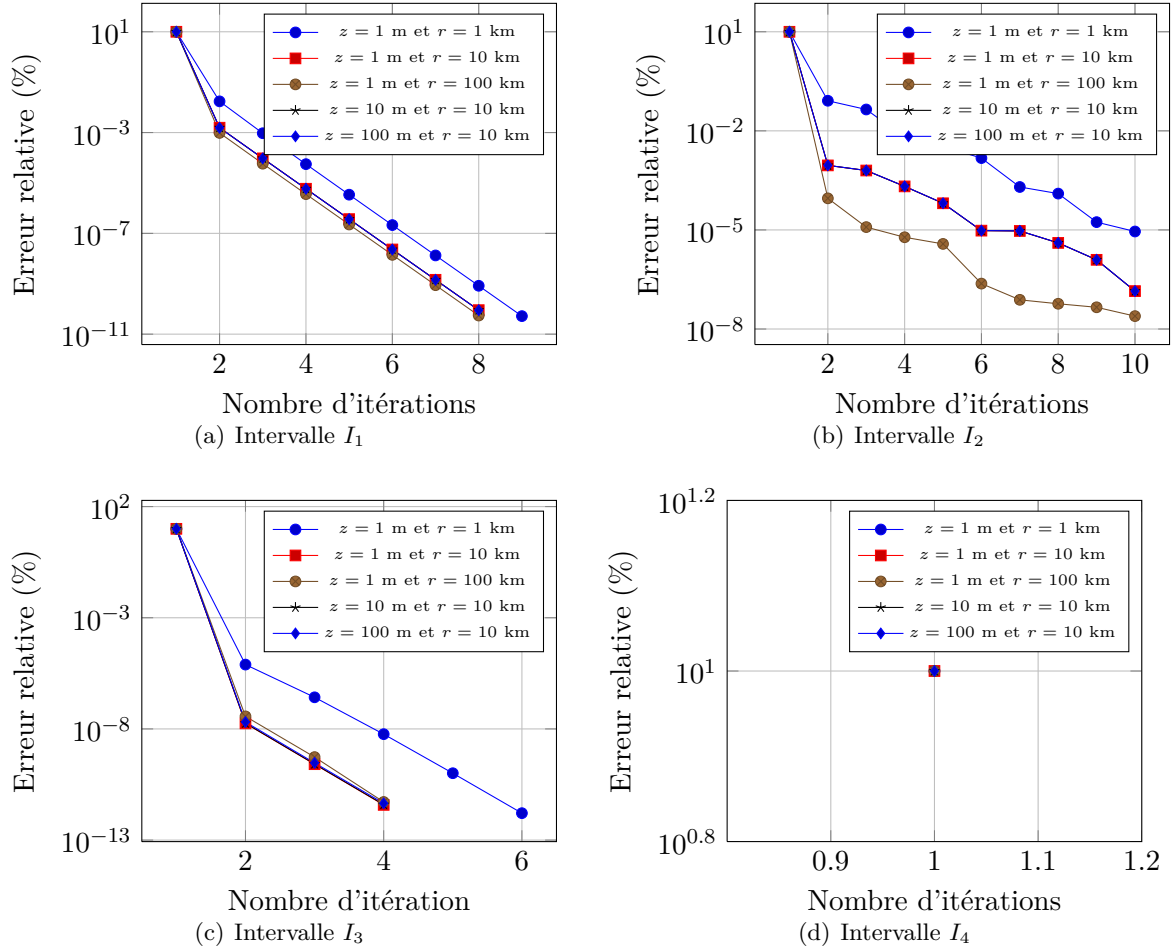 10^1
10^−3
10^−7
10^−11
Erreur relative (%)
z = 1 m et r = 1 km
z = 1 m et r = 10 km
z = 1 m et r = 100 km
z = 10 m et r = 10 km
z = 100 m et r = 10 km
2 4 6 8
Nombre d'itérations
(a) Intervalle I_1
10^1
10^−2
10^−5
10^−8
Erreur relative (%)
z = 1 m et r = 1 km
z = 1 m et r = 10 km
z = 1 m et r = 100 km
z = 10 m et r = 10 km
z = 100 m et r = 10 km
2 4 6 8 10
Nombre d'itérations
(b) Intervalle I_2
10^2
10^−3
10^−8
10^−13
Erreur relative (%)
z = 1 m et r = 1 km
z = 1 m et r = 10 km
z = 1 m et r = 100 km
z = 10 m et r = 10 km
z = 100 m et r = 10 km
2 4 6
Nombre d'itération
(c) Intervalle I_3
10^1.2
10^1
10^0.8
Erreur relative (%)
z = 1 m et r = 1 km
z = 1 m et r = 10 km
z = 1 m et r = 100 km
z = 10 m et r = 10 km
z = 100 m et r = 10 km
0.9 1 1.1 1.2
Nombre d'itérations
(d) Intervalle I_4